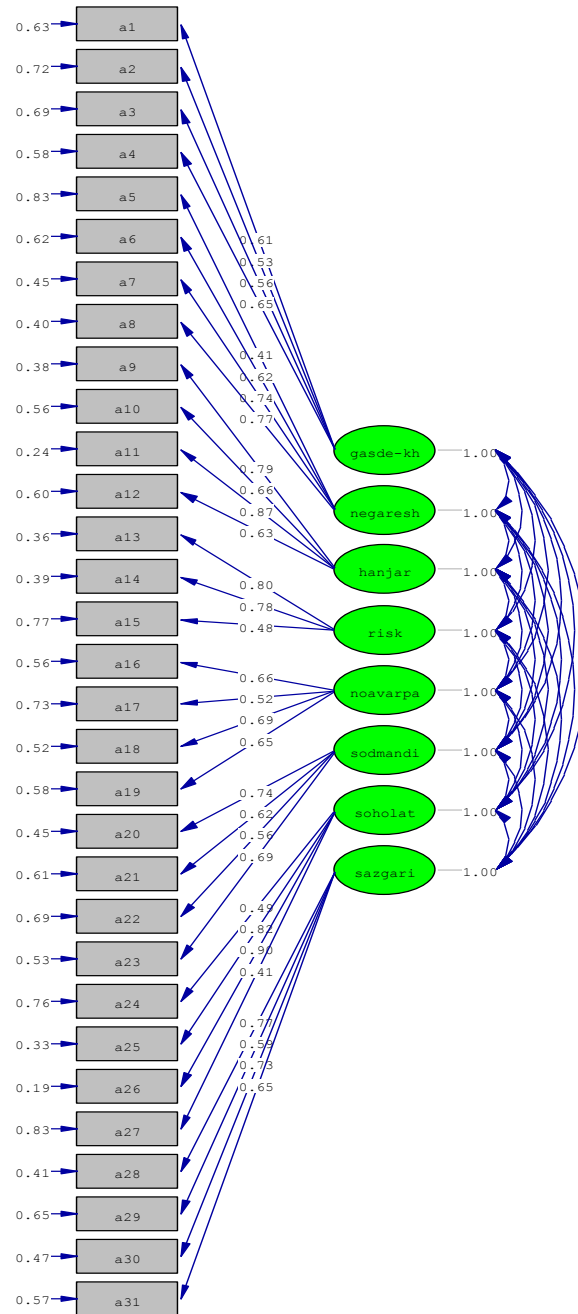 0.63 a1
0.72 a2
0.69 a3
0.58 a4
0.83 a5
0.62 a6
0.45 a7
0.40 a8
0.38 a9
0.56 a10
0.24 a11
0.60 a12
0.36 a13
0.39 a14
0.77 a15
0.56 a16
0.73 a17
0.52 a18
0.58 a19
0.45 a20
0.61 a21
0.69 a22
0.53 a23
0.76 a24
0.33 a25
0.19 a26
0.83 a27
0.41 a28
0.65 a29
0.47 a30
0.57 a31
0.61
0.53
0.56
0.65
0.41
0.62
0.74
0.77
0.79
0.66
0.87
0.63
0.80
0.78
0.48
0.66
0.52
0.69
0.65
0.74
0.62
0.56
0.69
0.49
0.82
0.90
0.41
0.77
0.59
0.73
0.65
gasde-kh 1.00
negaresh 1.00
hanjar 1.00
risk 1.00
noavarpa 1.00
sodmandi 1.00
soholat 1.00
sazgari 1.00